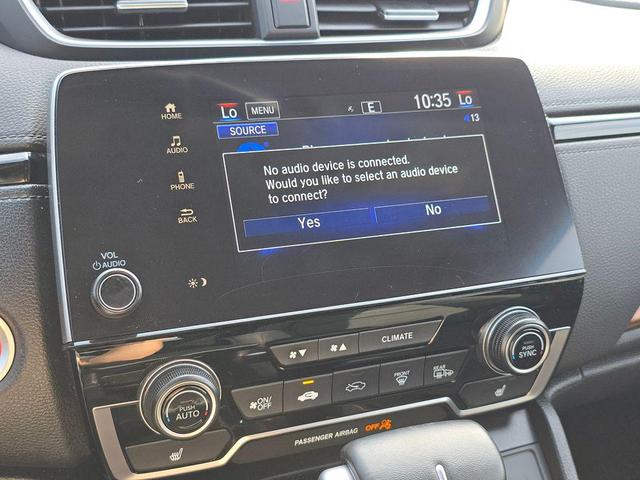 HOME
AUDIO
PHONE
BACK
VOL
AUDIO
Lo MENU E 10:35 Lo
SOURCE 13
No audio device is connected.
Would you like to select an audio device
to connect?
Yes No
CLIMATE
PUSH
AUTO
ON/
OFF
FRONT
REAR
PUSH
SYNC
PASSENGER AIRBAG OFF